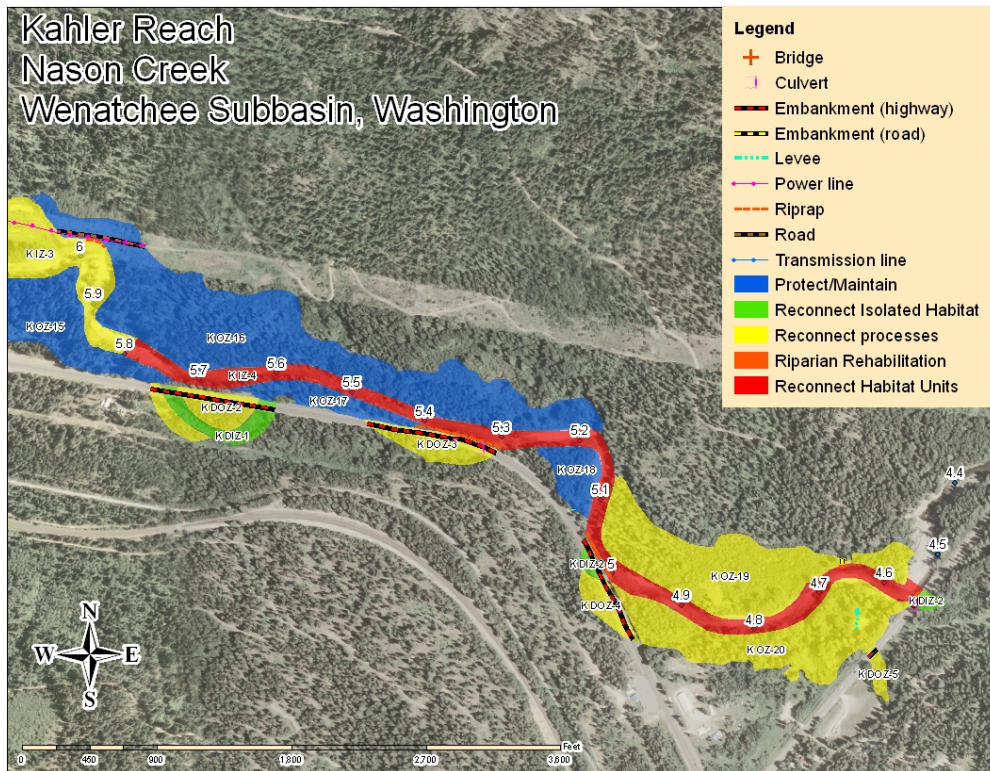 Kahler Reach
Nason Creek
Wenatchee Subbasin, Washington
Legend
Bridge
Culvert
Embankment (highway)
Embankment (road)
Levee
Power line
Riprap
Road
Transmission line
Protect/Maintain
Reconnect Isolated Habitat
Reconnect processes
Riparian Rehabilitation
Reconnect Habitat Units
6
K IZ-3
5.9
K OZ-15
5.8
K OZ-16
5.7
K IZ-4
5.6
5.5
K OZ-17
5.4
K DOZ-2
K DIZ-1
K DOZ-3
5.3
5.2
K OZ-18
5.1
4.4
4.5
K DIZ-2
5
K OZ-19
4.7
4.6
K DIZ-2
4.9
K DOZ-4
4.8
K OZ-20
K DOZ-5
N
W E
S
Feet
0 450 900 1,800 2,700 3,600